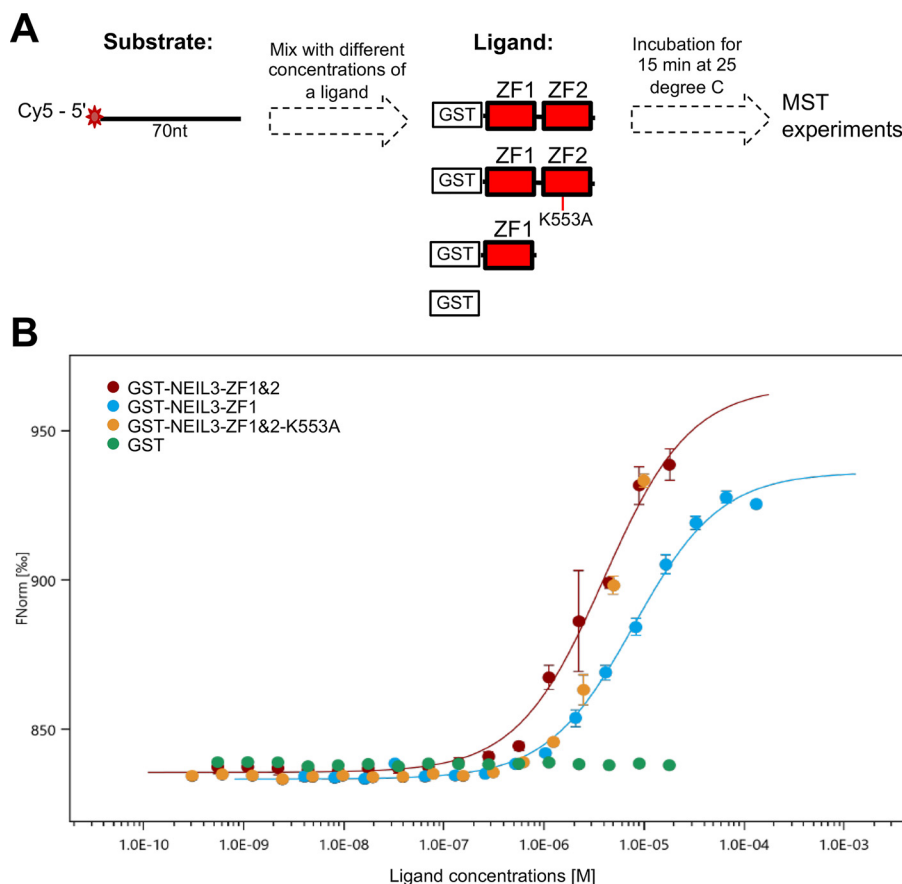 A
Substrate:
Cy5 - 5'
70nt
Mix with different
concentrations of
a ligand
Ligand:
ZF1 ZF2
GST
ZF1 ZF2
GST
K553A
ZF1
GST
GST
Incubation for
15 min at 25
degree C
MST
experiments
B
GST-NEIL3-ZF1&2
GST-NEIL3-ZF1
GST-NEIL3-ZF1&2-K553A
GST
FNorm [‰]
950
900
850
1.0E-10 1.0E-09 1.0E-08 1.0E-07 1.0E-06 1.0E-05 1.0E-04 1.0E-03
Ligand concentrations [M]